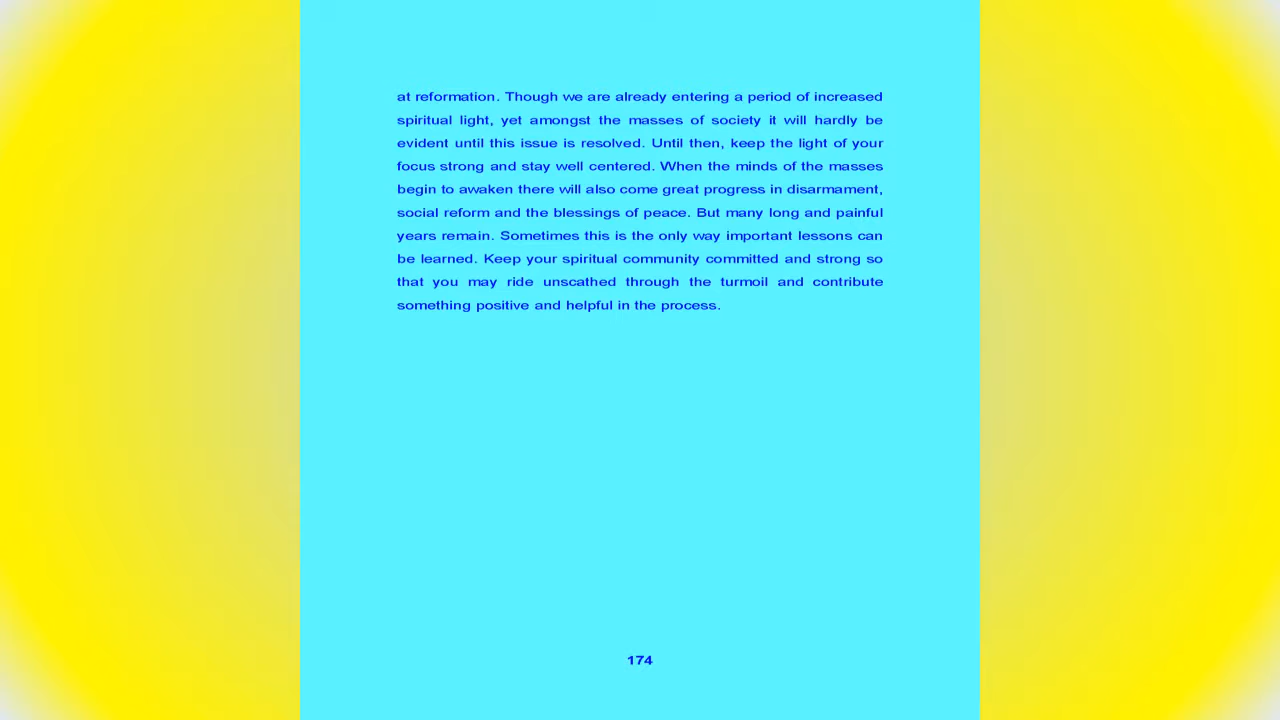 at reformation. Though we are already entering a period of increased
spiritual light, yet amongst the masses of society it will hardly be
evident until this issue is resolved. Until then, keep the light of your
focus strong and stay well centered. When the minds of the masses
begin to awaken there will also come great progress in disarmament,
social reform and the blessings of peace. But many long and painful
years remain. Sometimes this is the only way important lessons can
be learned. Keep your spiritual community committed and strong so
that you may ride unscathed through the turmoil and contribute
something positive and helpful in the process.
174